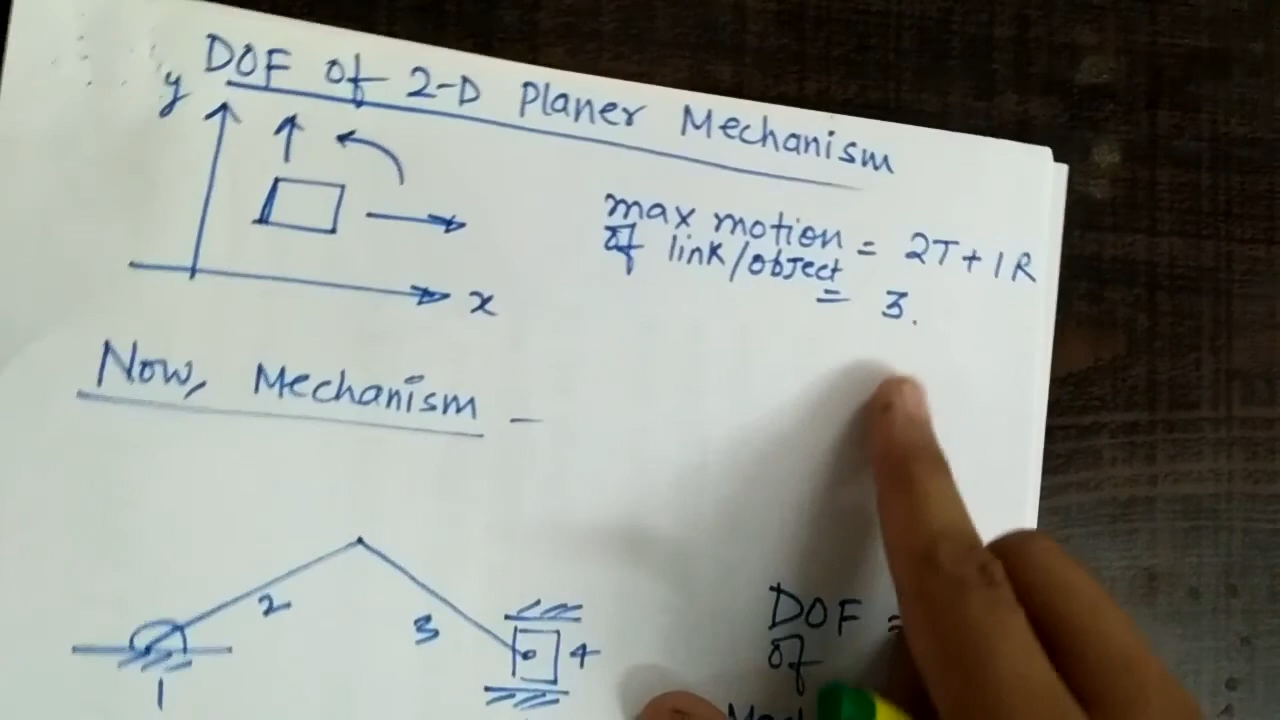 DOF of 2-D Planer Mechanism
y
x
max motion = 2T+1R
of link/object
= 3.
Now, Mechanism -
2
3
4
1
DOF =
of